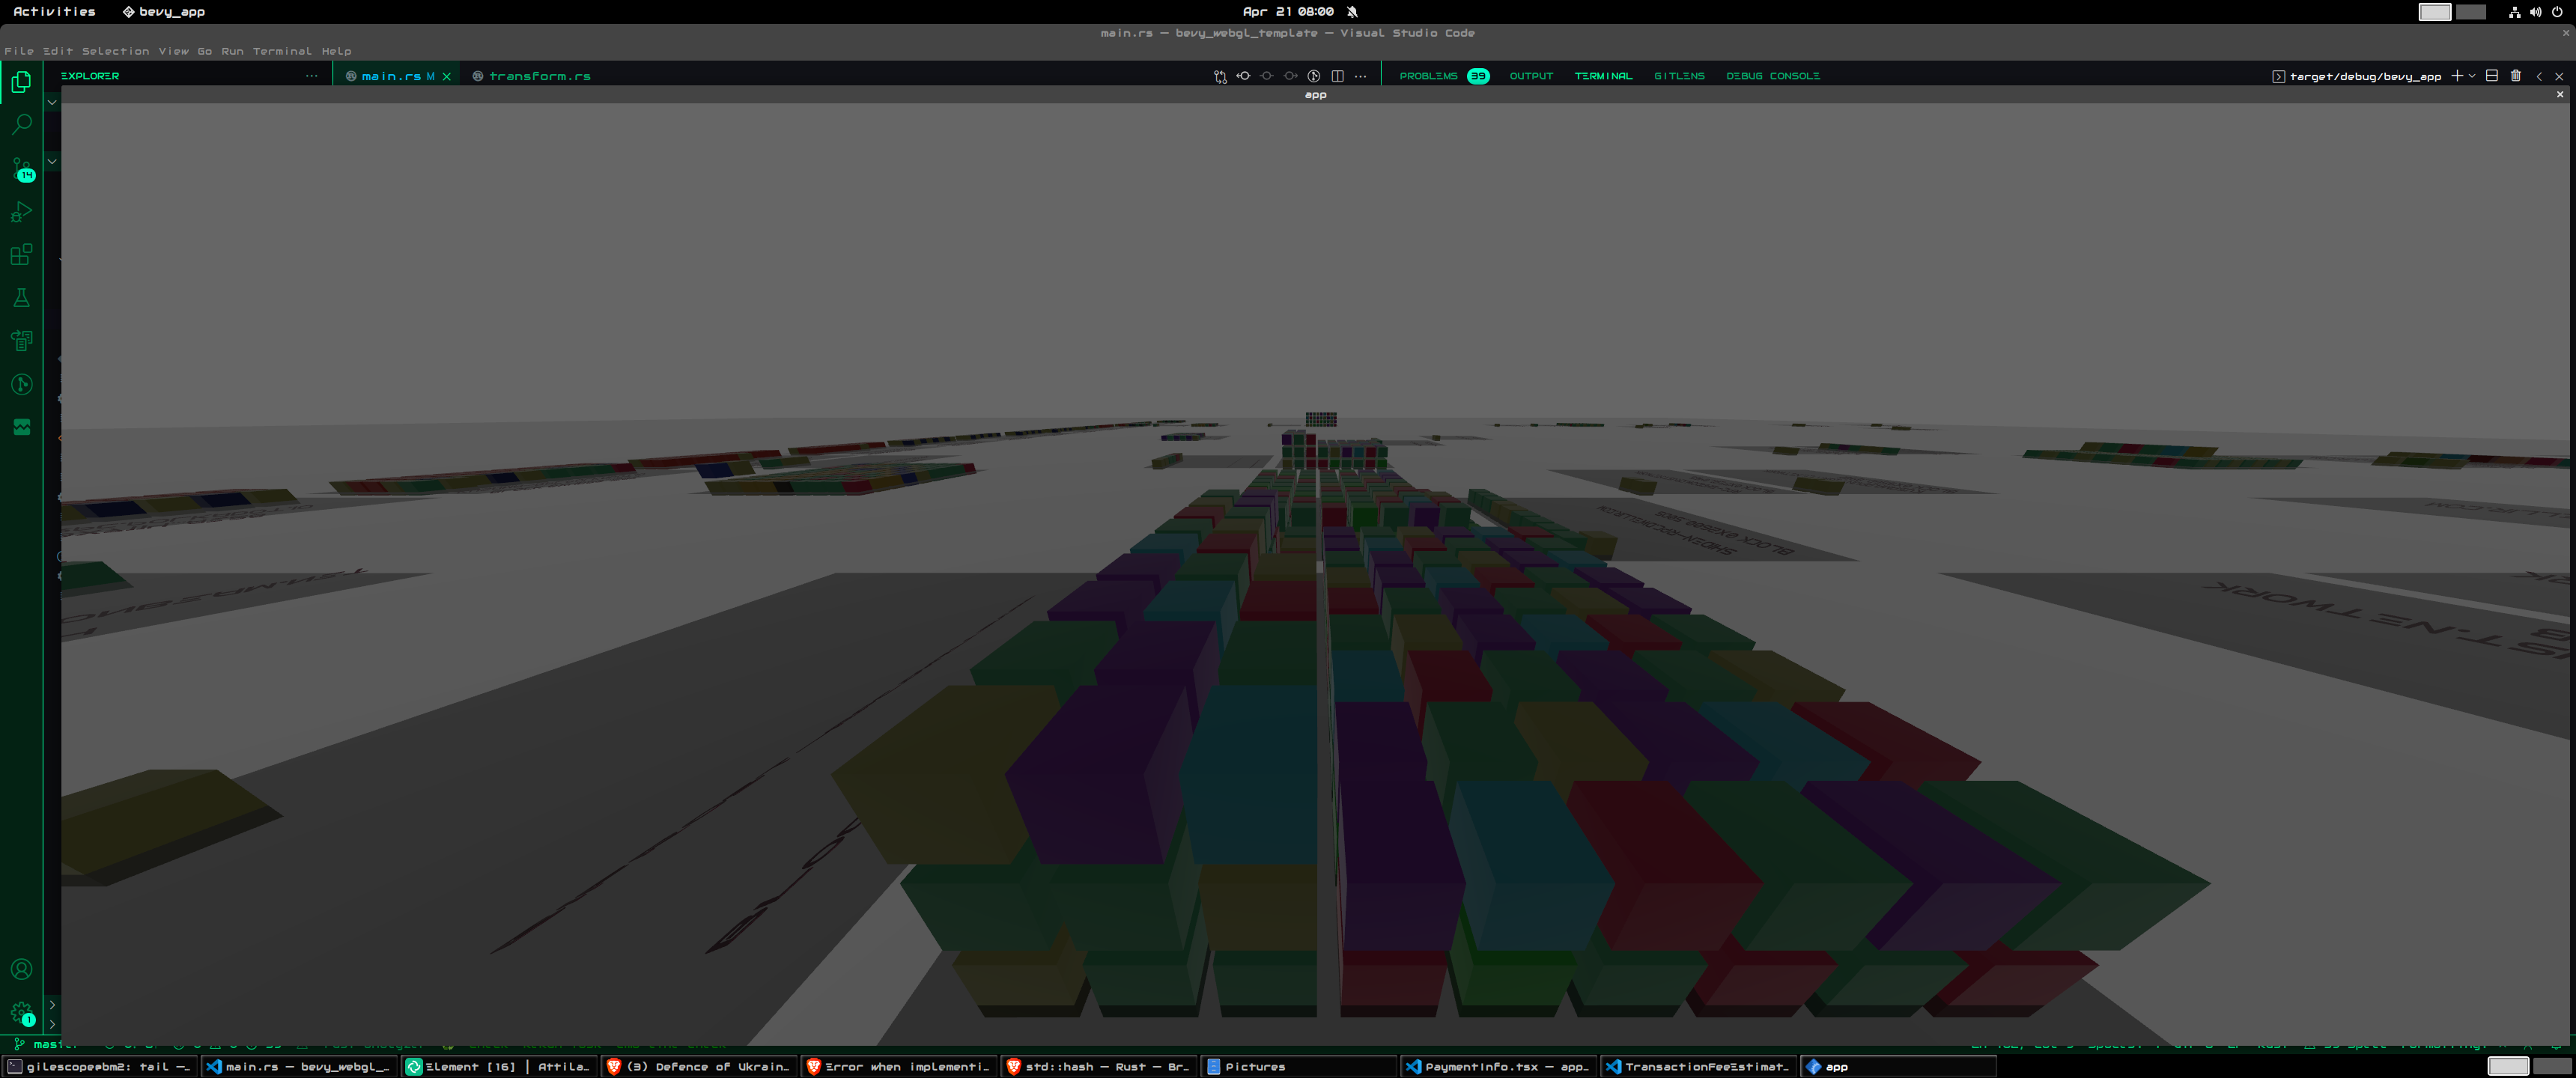 Activities
bevy_app
Apr 21 08:00
main.rs — bevy_webgl_template — Visual Studio Code
File Edit Selection View Go Run Terminal Help
EXPLORER
main.rs M
transform.rs
PROBLEMS 39 OUTPUT TERMINAL GITLENS DEBUG CONSOLE
target/debug/bevy_app
app
14
1
gilescope@bm2: tail —…
main.rs — bevy_webgl_…
Element [16] | Attila…
(3) Defence of Ukrain…
Error when implementi…
std::hash — Rust — Br…
Pictures
PaymentInfo.tsx — app…
TransactionFeeEstimat…
app